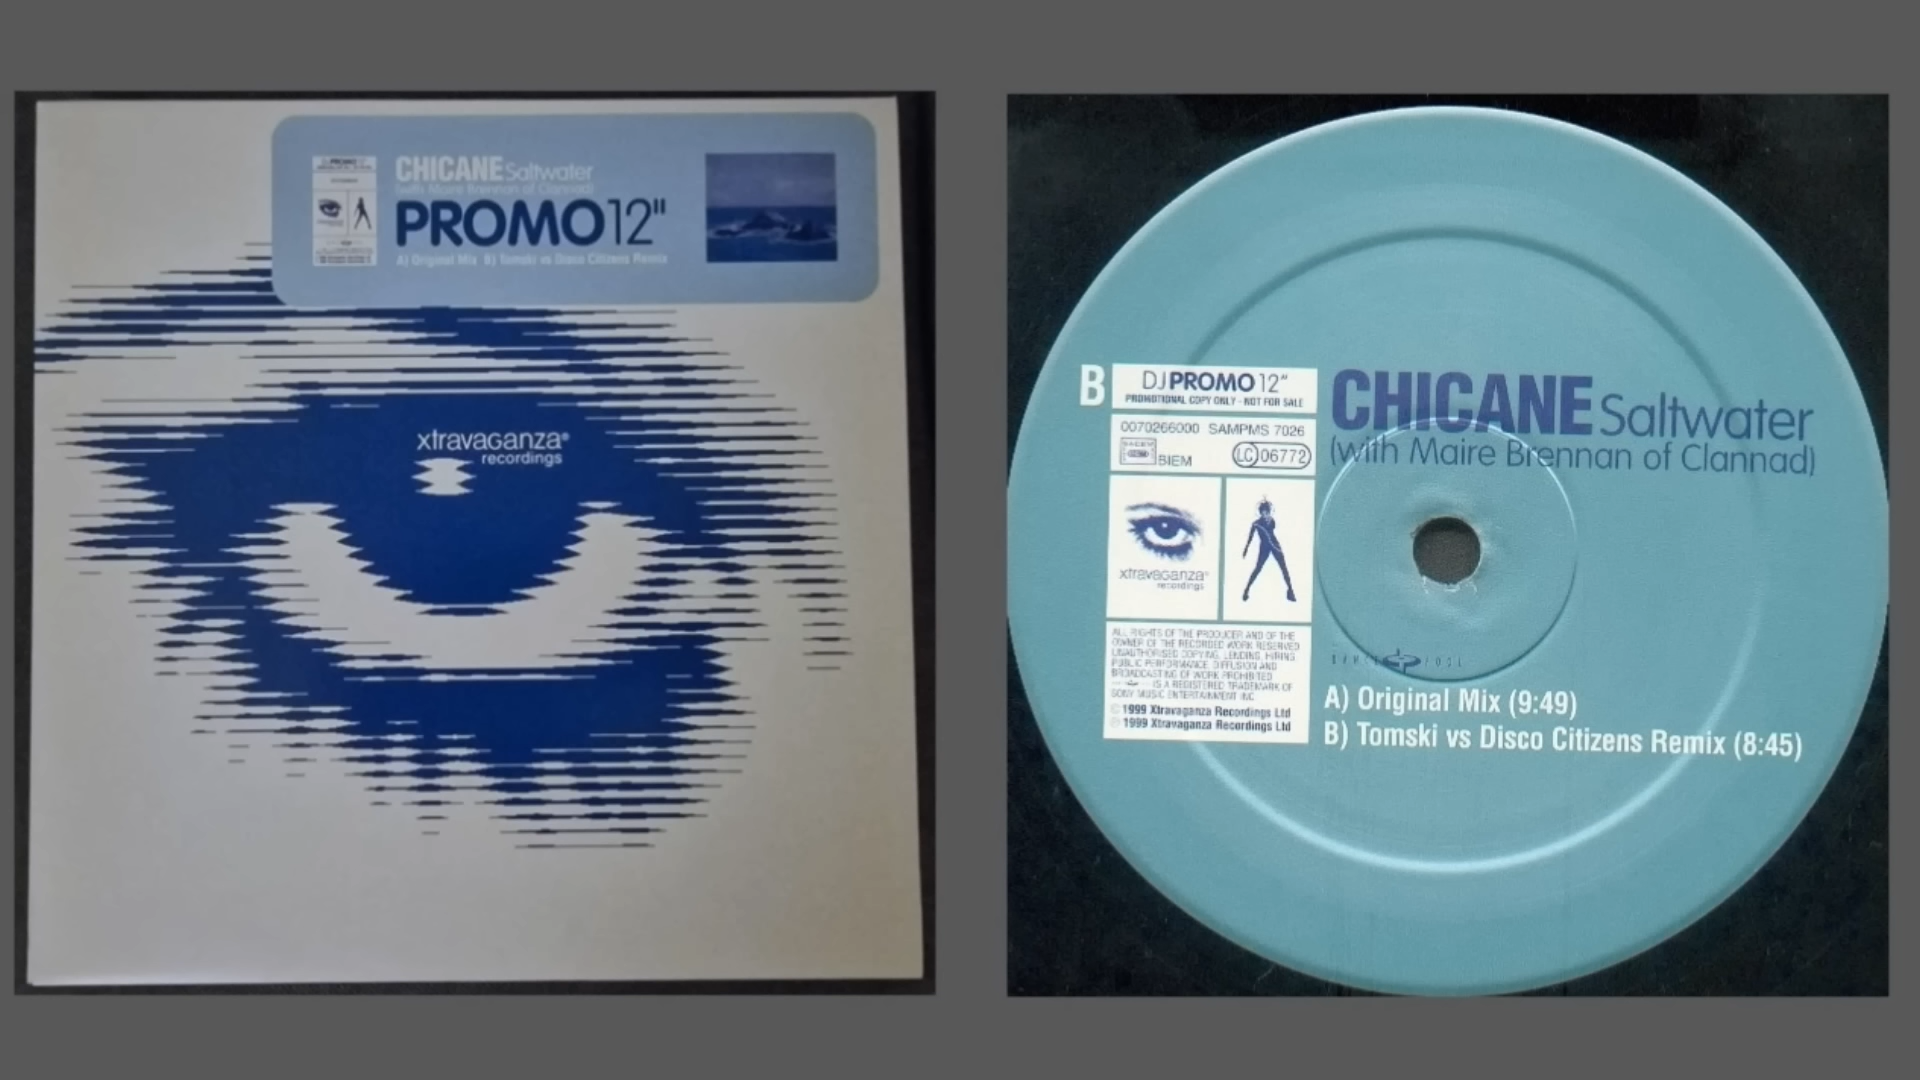 CHICANE Saltwater
(with Maire Brennan of Clannad)
PROMO 12"
A) Original Mix B) Tomski vs Disco Citizens Remix
xtravaganza®
recordings
B
DJ PROMO 12"
PROMOTIONAL COPY ONLY - NOT FOR SALE
0070266000 SAMPMS 7026
BIEM
LC 06772
xtravaganza®
recordings
ALL RIGHTS OF THE PRODUCER AND OF THE
OWNER OF THE RECORDED WORK RESERVED
UNAUTHORISED COPYING, LENDING, HIRING
PUBLIC PERFORMANCE, DIFFUSION AND
BROADCASTING OF WORK PROHIBITED
IS A REGISTERED TRADEMARK OF
SONY MUSIC ENTERTAINMENT INC.
© 1999 Xtravaganza Recordings Ltd
℗ 1999 Xtravaganza Recordings Ltd
CHICANE Saltwater
(with Maire Brennan of Clannad)
A) Original Mix (9:49)
B) Tomski vs Disco Citizens Remix (8:45)